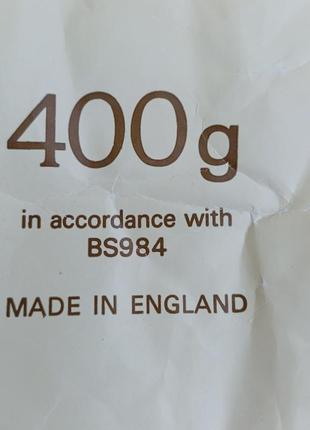 400g
in accordance with
BS984
MADE IN ENGLAND